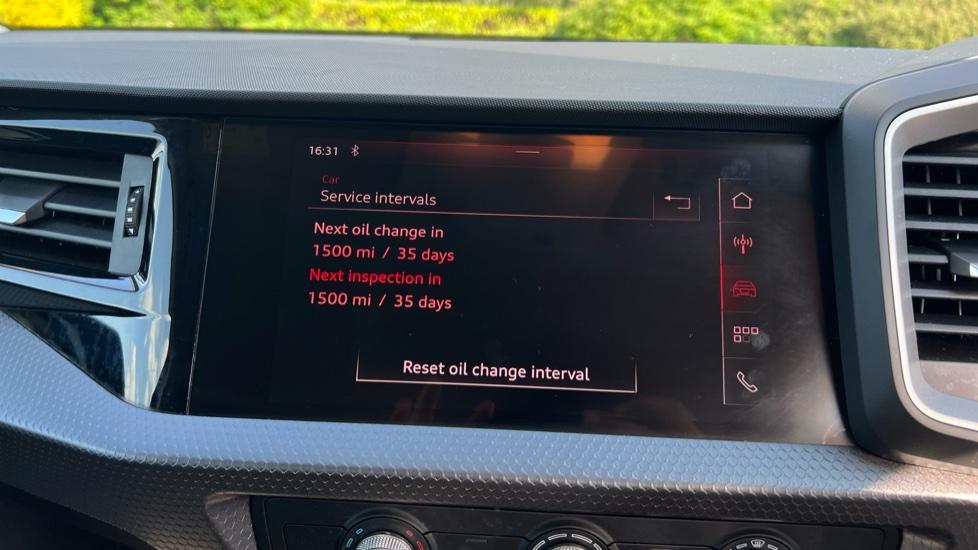 16:31
Car
Service intervals
Next oil change in
1500 mi / 35 days
Next inspection in
1500 mi / 35 days
Reset oil change interval